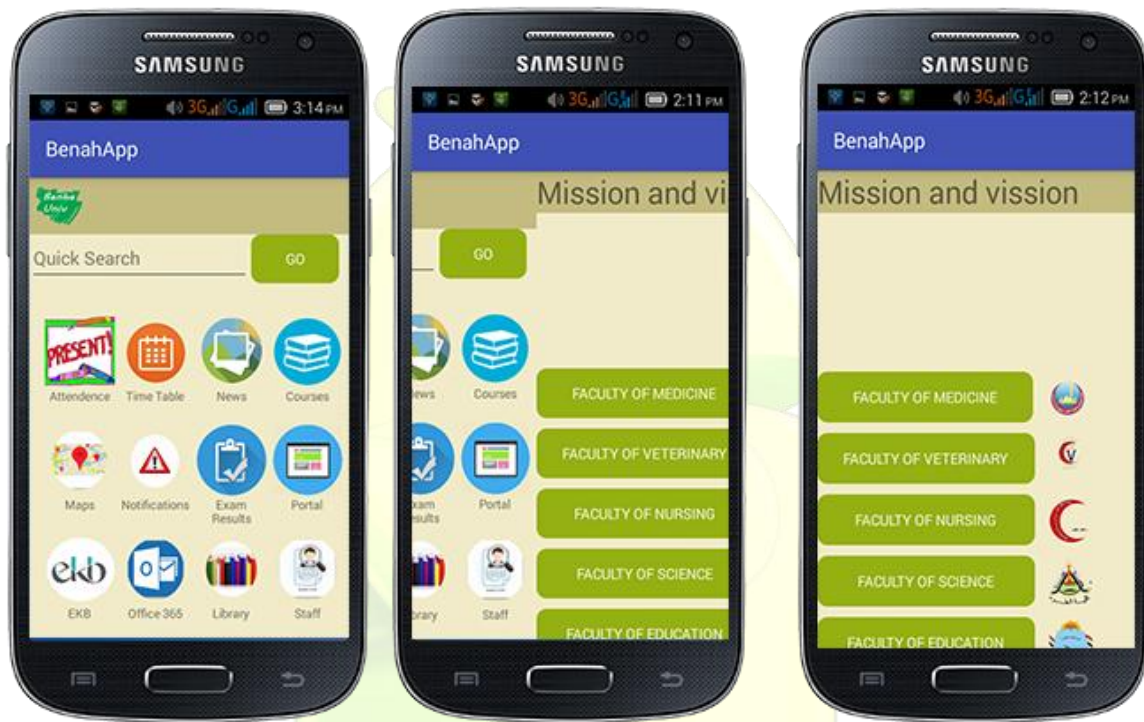 SAMSUNG
3G G 3:14 PM
BenahApp
Benha
Univ
Quick Search
GO
PRESENT!
Attendence Time Table News Courses
Maps Notifications Exam Results Portal
ekb
EKB Office 365 Library Staff
SAMSUNG
3G G 2:11 PM
BenahApp
Mission and vi
GO
ews Courses
FACULTY OF MEDICINE
FACULTY OF VETERINARY
xam
sults Portal
FACULTY OF NURSING
FACULTY OF SCIENCE
rary Staff
FACULTY OF EDUCATION
SAMSUNG
3G G 2:12 PM
BenahApp
Mission and vission
FACULTY OF MEDICINE
FACULTY OF VETERINARY
V
FACULTY OF NURSING
FACULTY OF SCIENCE
FACULTY OF EDUCATION